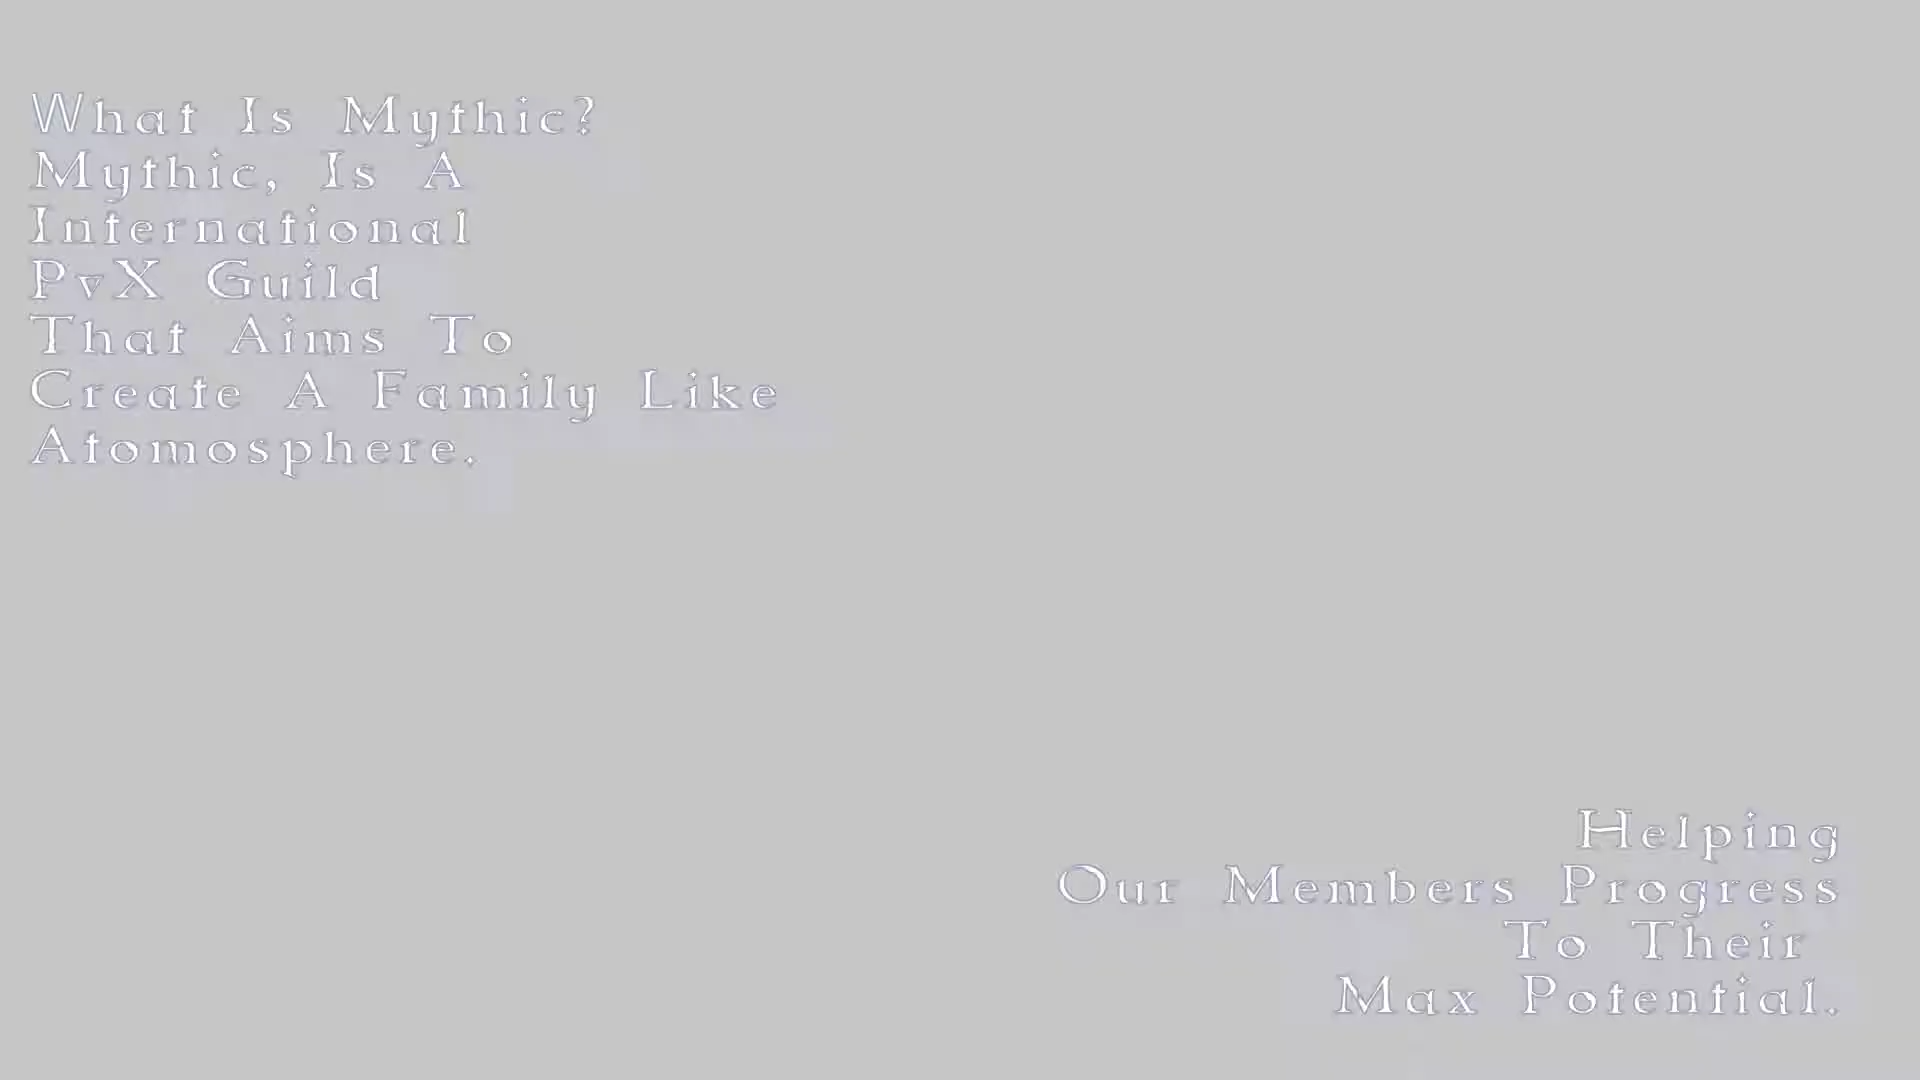 What Is Mythic?
Mythic, Is A
International
PvX Guild
That Aims To
Create A Family Like
Atomosphere.
Helping
Our Members Progress
To Their
Max Potential.